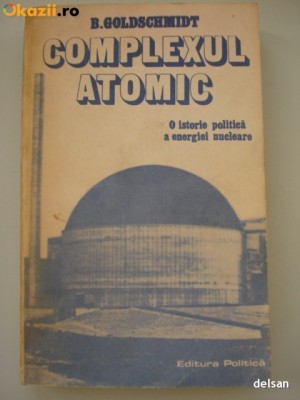 Okazii.ro
B. GOLDSCHMIDT
COMPLEXUL
ATOMIC
O istorie politică
a energiei nucleare
Editura Politică
delsan